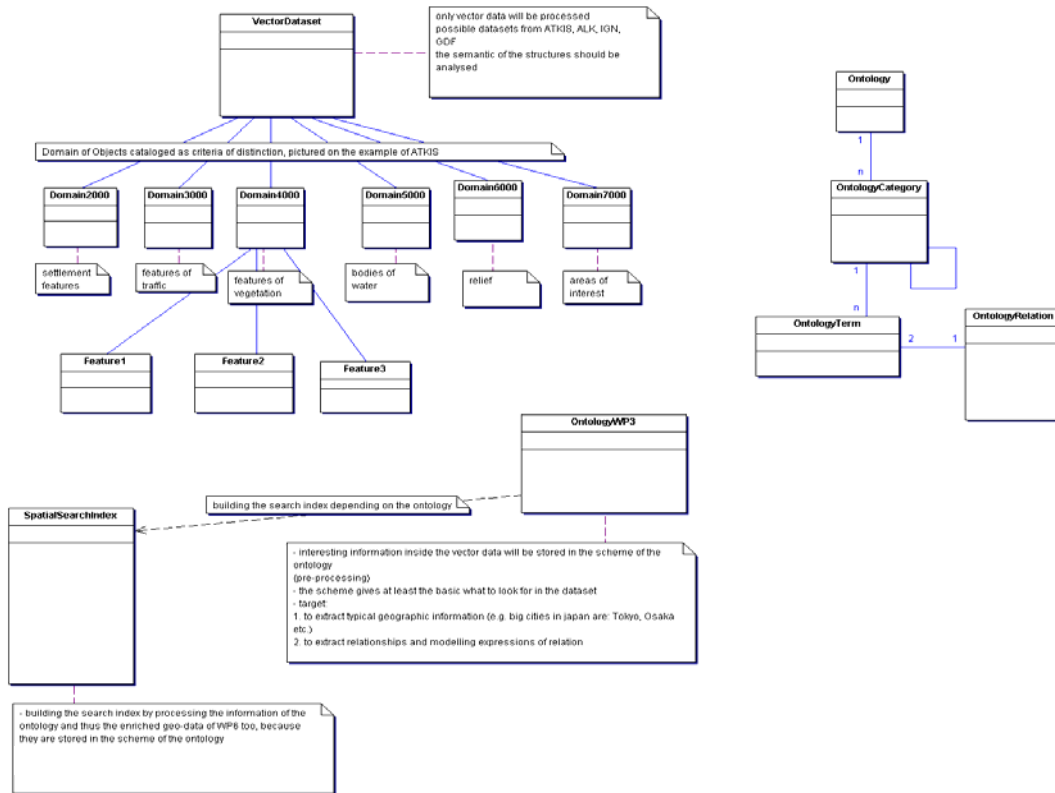 VectorDataset
only vector data will be processed
possible datasets from ATKIS, ALK, IGN,
GDF
the semantic of the structures should be
analysed
Ontology
1
n
OntologyCategory
1
n
OntologyTerm
2
1
OntologyRelation
Domain of Objects cataloged as criteria of distinction, pictured on the example of ATKIS
Domain2000
Domain3000
Domain4000
Domain5000
Domain6000
Domain7000
settlement
features
features of
traffic
features of
vegetation
bodies of
water
relief
areas of
interest
Feature1
Feature2
Feature3
OntologyWP3
building the search index depending on the ontology
SpatialSearchIndex
- interesting information inside the vector data will be stored in the scheme of the
ontology
(pre-processing)
- the scheme gives at least the basic what to look for in the dataset
- target:
1. to extract typical geographic information (e.g. big cities in japan are: Tokyo, Osaka
etc.)
2. to extract relationships and modelling expressions of relation
- building the search index by processing the information of the
ontology and thus the enriched geo-data of WP6 too, because
they are stored in the scheme of the ontology